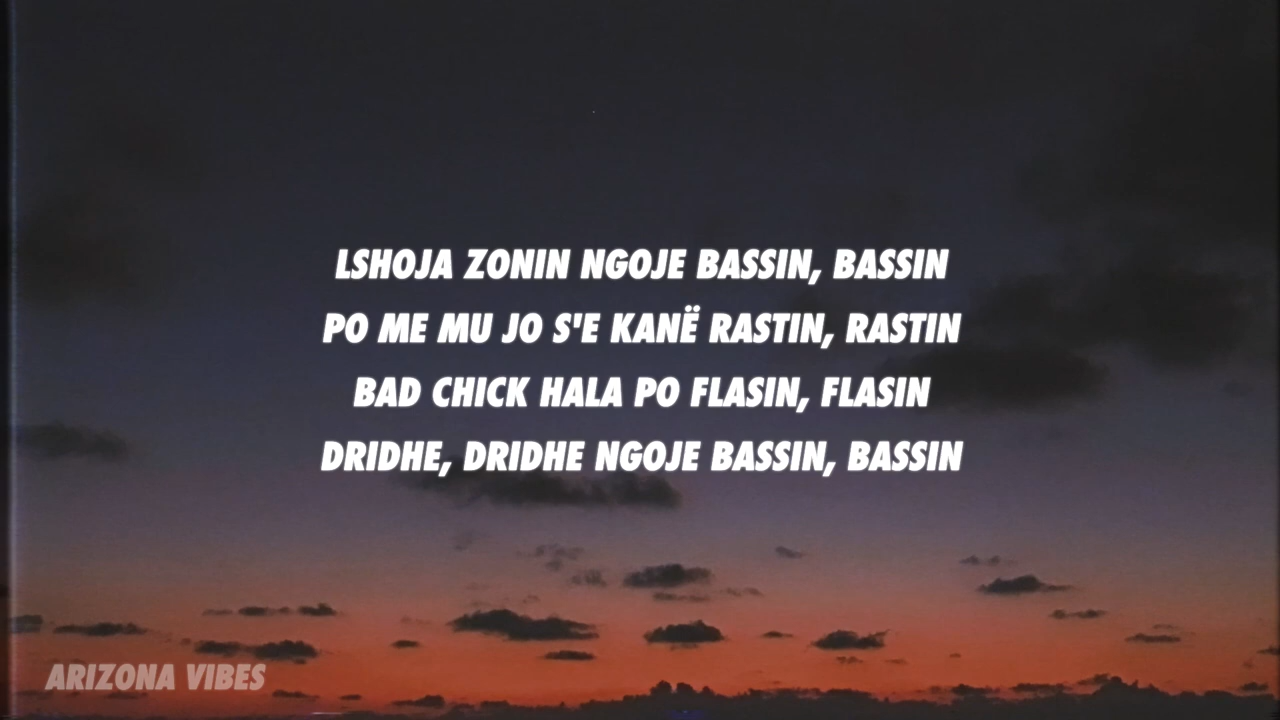 LSHOJA ZONIN NGOJE BASSIN, BASSIN
PO ME MU JO S'E KANË RASTIN, RASTIN
BAD CHICK HALA PO FLASIN, FLASIN
DRIDHE, DRIDHE NGOJE BASSIN, BASSIN
ARIZONA VIBES